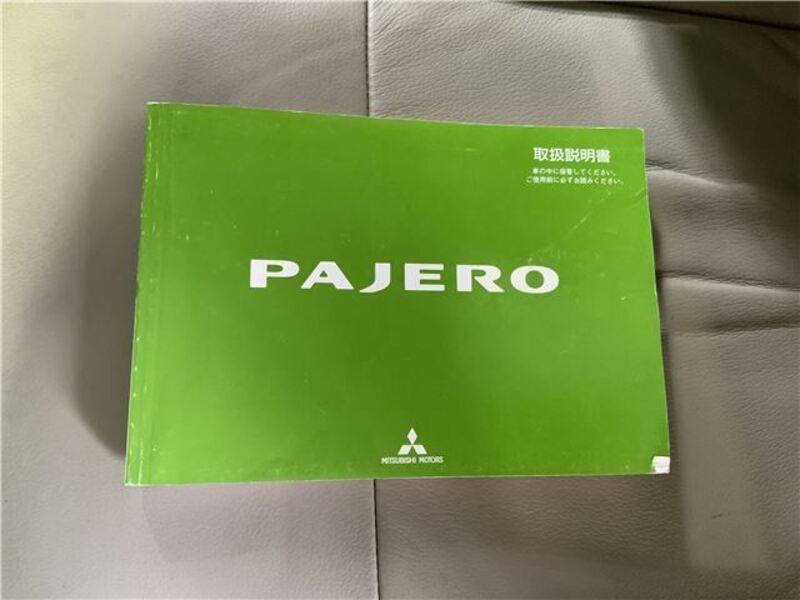 取扱説明書
車の中に保管してください。
ご使用前に必ずお読みください。
PAJERO
MITSUBISHI MOTORS